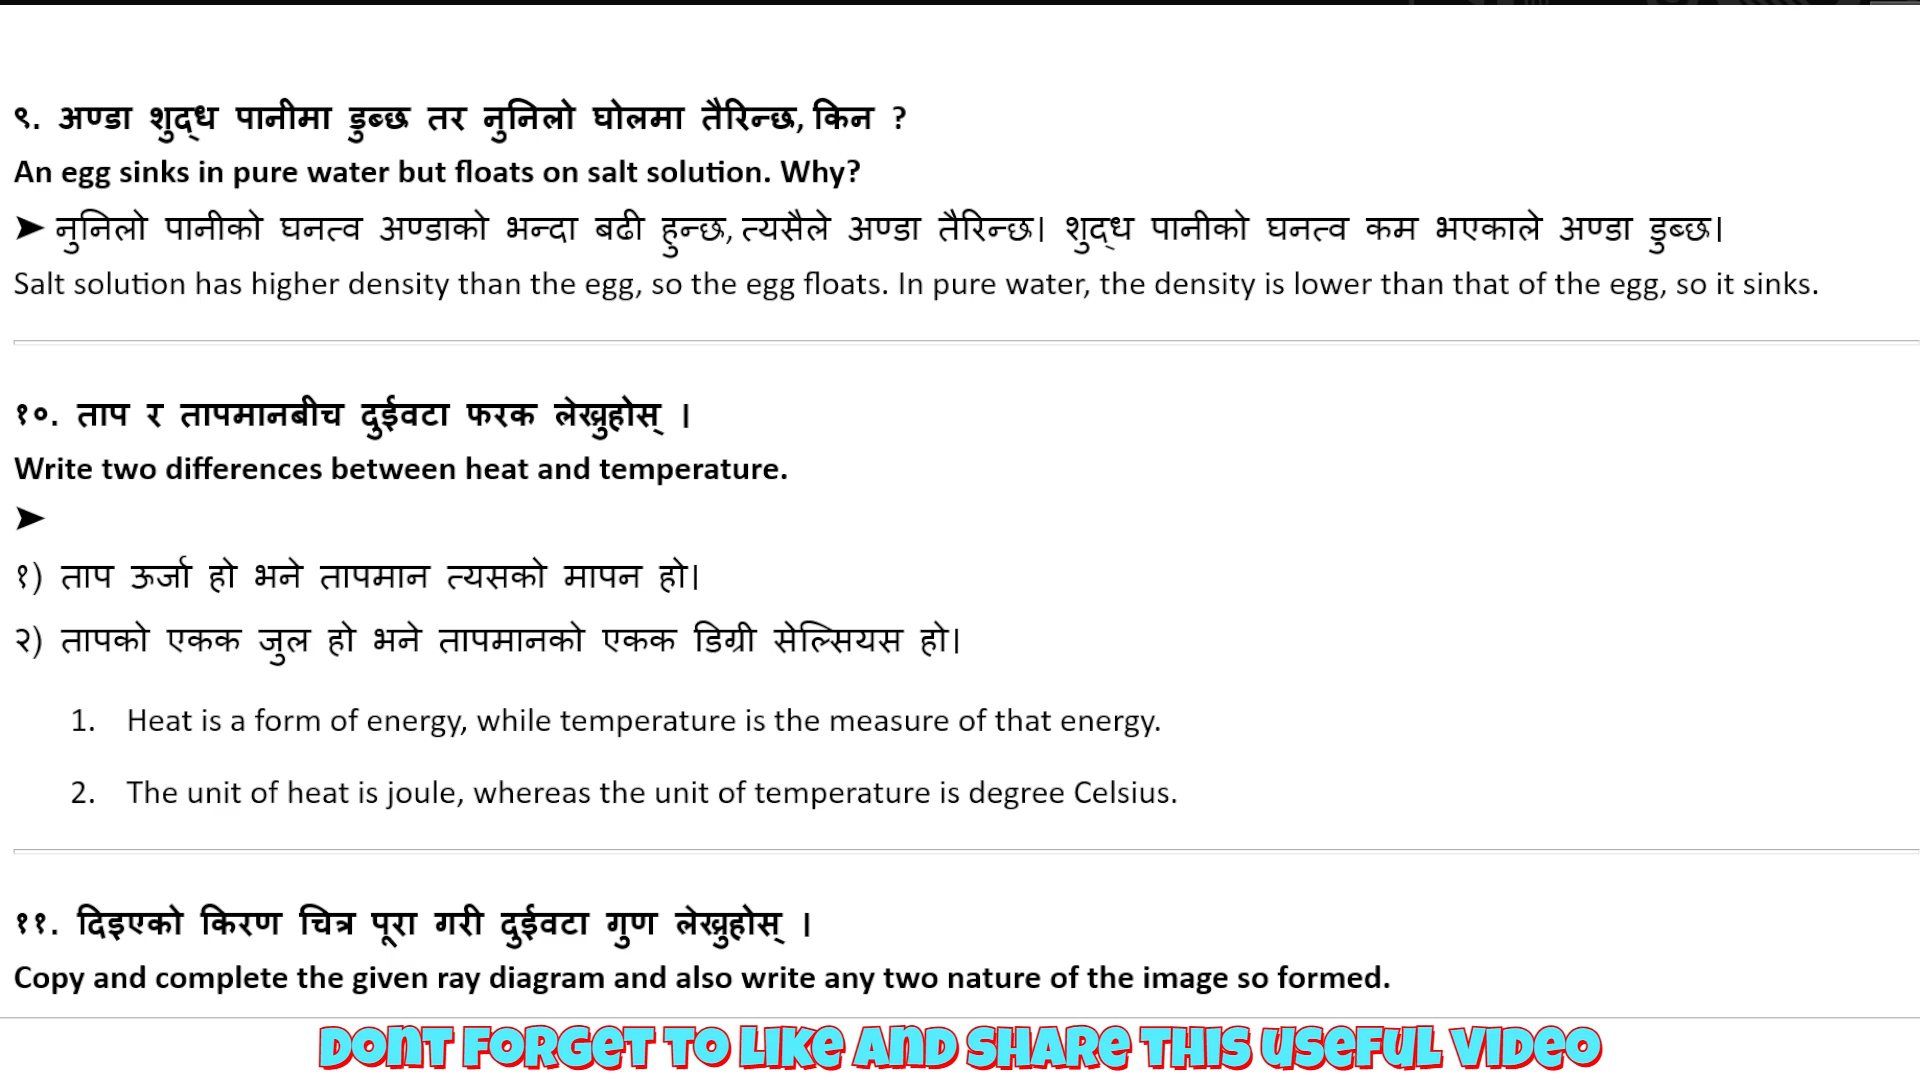 ९. अण्डा शुद्ध पानीमा डुब्छ तर नुनिलो घोलमा तैरिन्छ, किन ?
An egg sinks in pure water but floats on salt solution. Why?
➤ नुनिलो पानीको घनत्व अण्डाको भन्दा बढी हुन्छ, त्यसैले अण्डा तैरिन्छ। शुद्ध पानीको घनत्व कम भएकाले अण्डा डुब्छ।
Salt solution has higher density than the egg, so the egg floats. In pure water, the density is lower than that of the egg, so it sinks.
१०. ताप र तापमानबीच दुईवटा फरक लेख्नुहोस् ।
Write two differences between heat and temperature.
➤
१) ताप ऊर्जा हो भने तापमान त्यसको मापन हो।
२) तापको एकक जुल हो भने तापमानको एकक डिग्री सेल्सियस हो।
1. Heat is a form of energy, while temperature is the measure of that energy.
2. The unit of heat is joule, whereas the unit of temperature is degree Celsius.
११. दिइएको किरण चित्र पूरा गरी दुईवटा गुण लेख्नुहोस् ।
Copy and complete the given ray diagram and also write any two nature of the image so formed.
DONT FORGET TO LIKE AND SHARE THIS USEFUL VIDEO